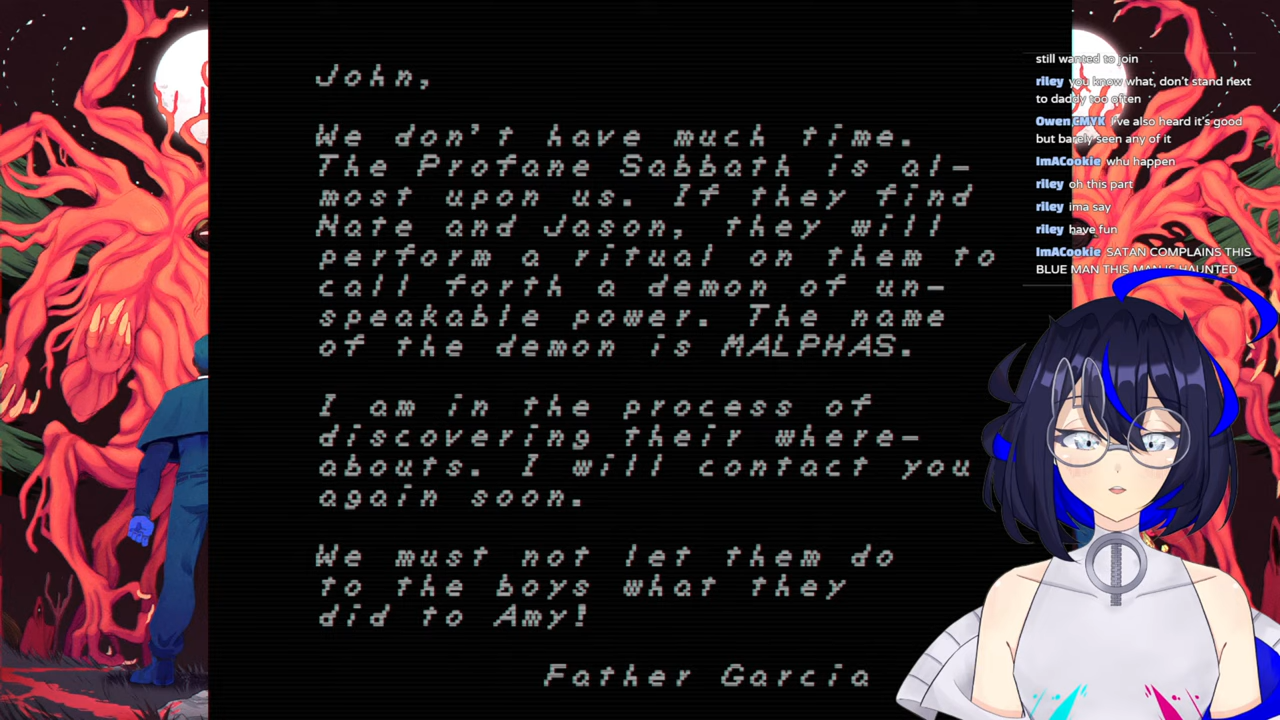 John,
We don't have much time.
The Profane Sabbath is al-
most upon us. If they find
Nate and Jason, they will
perform a ritual on them to
call forth a demon of un-
speakable power. The name
of the demon is MALPHAS.
I am in the process of
discovering their where-
abouts. I will contact you
again soon.
We must not let them do
to the boys what they
did to Amy!
Father Garcia
still wanted to join
riley you know what, don't stand next
to daddy too often
OwenCMYK I've also heard it's good
but barely seen any of it
ImACookie whu happen
riley oh this part
riley ima say
riley have fun
ImACookie SATAN COMPLAINS THIS
BLUE MAN THIS MAN IS HAUNTED